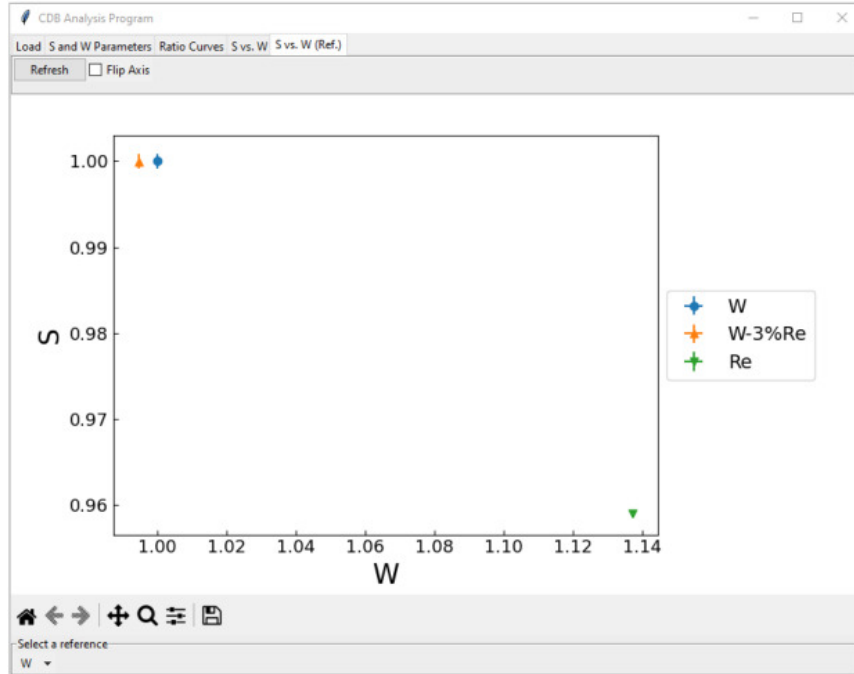 CDB Analysis Program
Load S and W Parameters Ratio Curves S vs. W S vs. W (Ref.)
Refresh Flip Axis
1.00
0.99
0.98
0.97
0.96
S
1.00 1.02 1.04 1.06 1.08 1.10 1.12 1.14
W
W
W-3%Re
Re
Select a reference
W